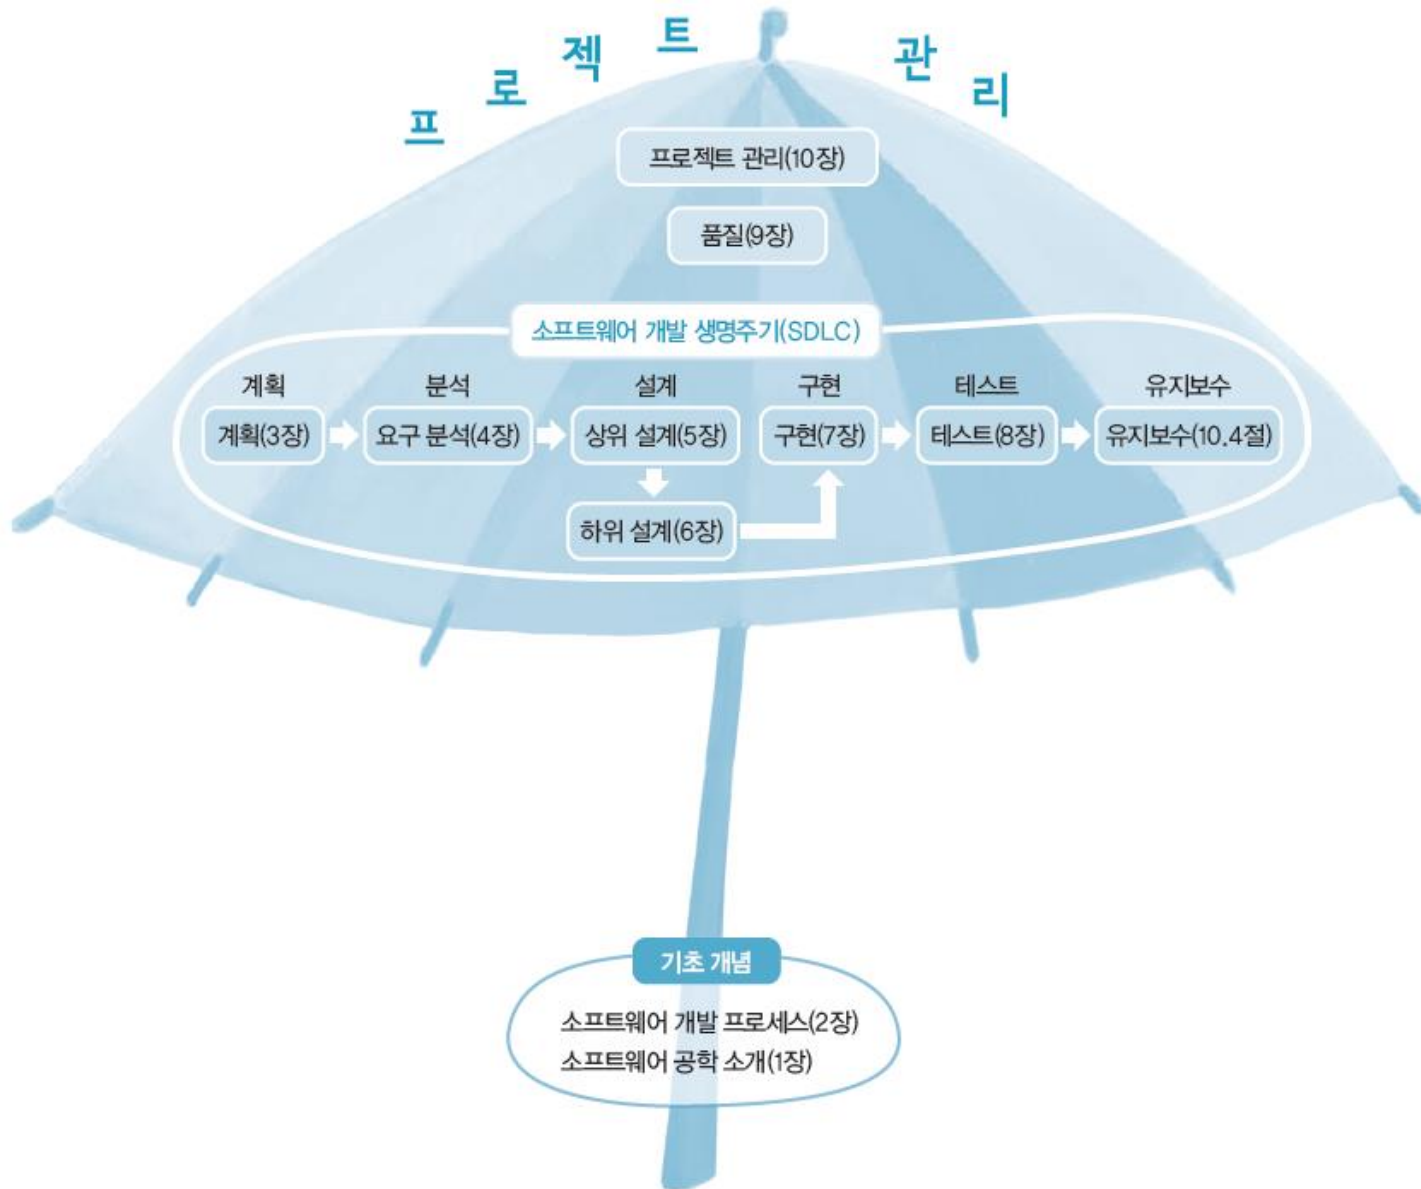 프로젝트 관리
프로젝트 관리(10장)
품질(9장)
소프트웨어 개발 생명주기(SDLC)
계획 분석 설계 구현 테스트 유지보수
계획(3장) 요구 분석(4장) 상위 설계(5장) 구현(7장) 테스트(8장) 유지보수(10.4절)
하위 설계(6장)
기초 개념
소프트웨어 개발 프로세스(2장)
소프트웨어 공학 소개(1장)